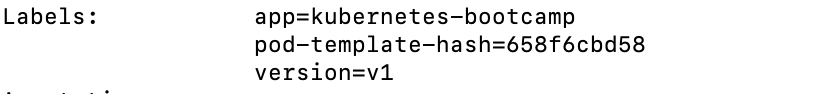 Labels: app=kubernetes-bootcamp
pod-template-hash=658f6cbd58
version=v1